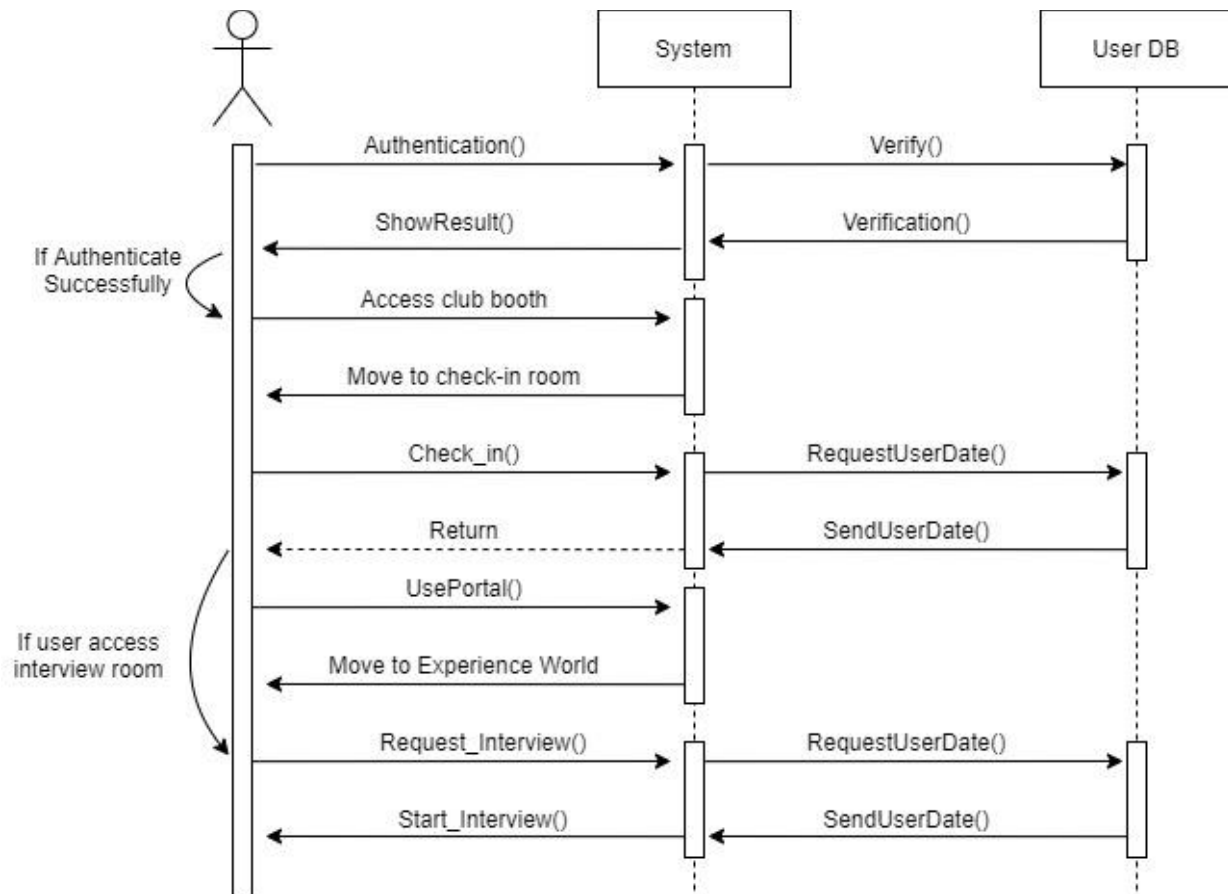 System
User DB
Authentication()
Verify()
ShowResult()
Verification()
If Authenticate
Successfully
Access club booth
Move to check-in room
Check_in()
RequestUserDate()
Return
SendUserDate()
UsePortal()
If user access
interview room
Move to Experience World
Request_Interview()
RequestUserDate()
Start_Interview()
SendUserDate()